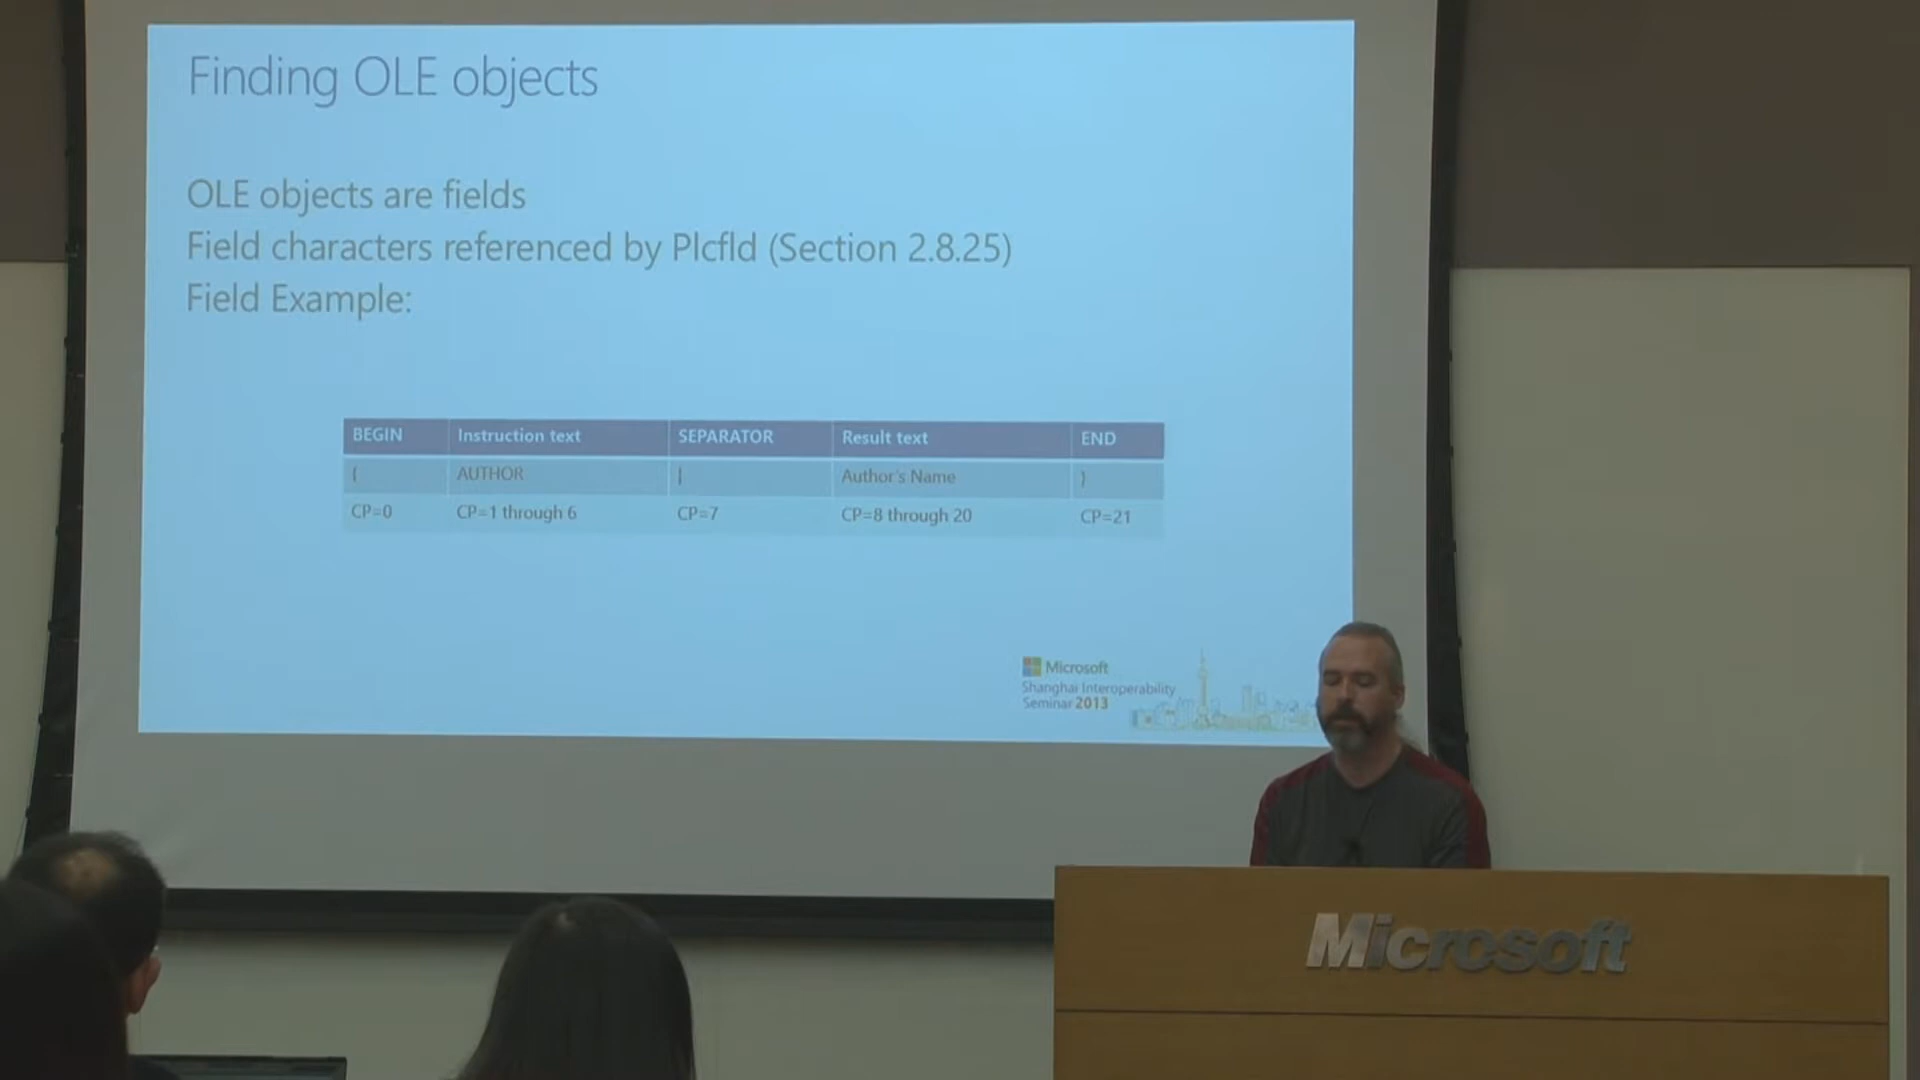 Finding OLE objects
OLE objects are fields
Field characters referenced by Plcfld (Section 2.8.25)
Field Example:
BEGIN Instruction text SEPARATOR Result text END
{ AUTHOR | Author's Name }
CP=0 CP=1 through 6 CP=7 CP=8 through 20 CP=21
Microsoft
Shanghai Interoperability
Seminar 2013
Microsoft